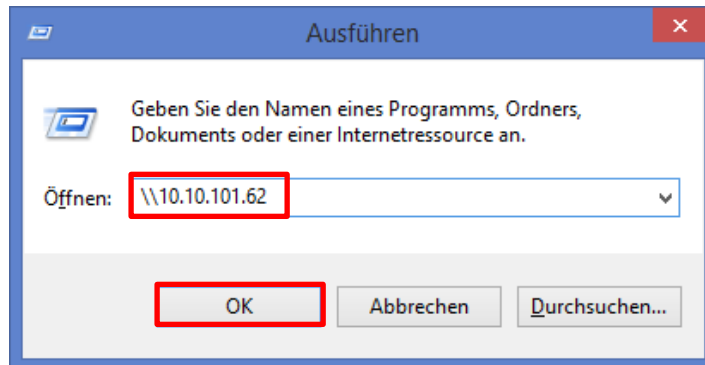 Ausführen
Geben Sie den Namen eines Programms, Ordners,
Dokuments oder einer Internetressource an.
Öffnen: \\10.10.101.62
OK Abbrechen Durchsuchen...